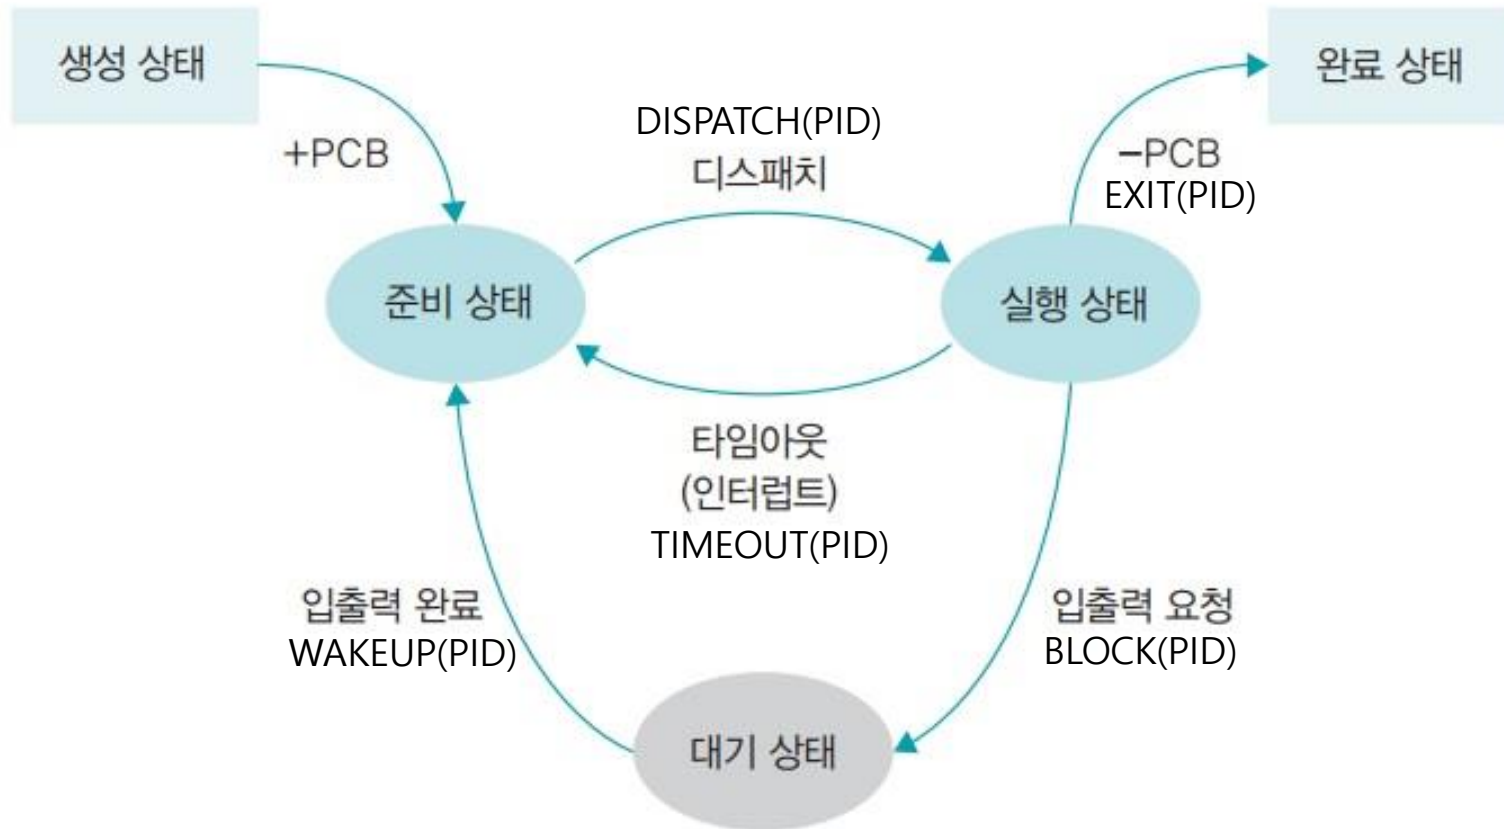 생성 상태
완료 상태
DISPATCH(PID)
디스패치
+PCB
–PCB
EXIT(PID)
준비 상태
실행 상태
타임아웃
(인터럽트)
TIMEOUT(PID)
입출력 완료
WAKEUP(PID)
입출력 요청
BLOCK(PID)
대기 상태